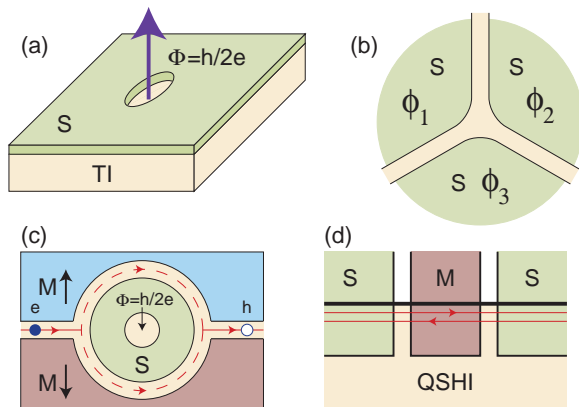 (a)
Φ=h/2e
S
TI
(b)
S
S
ϕ1
ϕ2
S
ϕ3
(c)
M↑
e
Φ=h/2e
h
S
M↓
(d)
S
M
S
QSHI